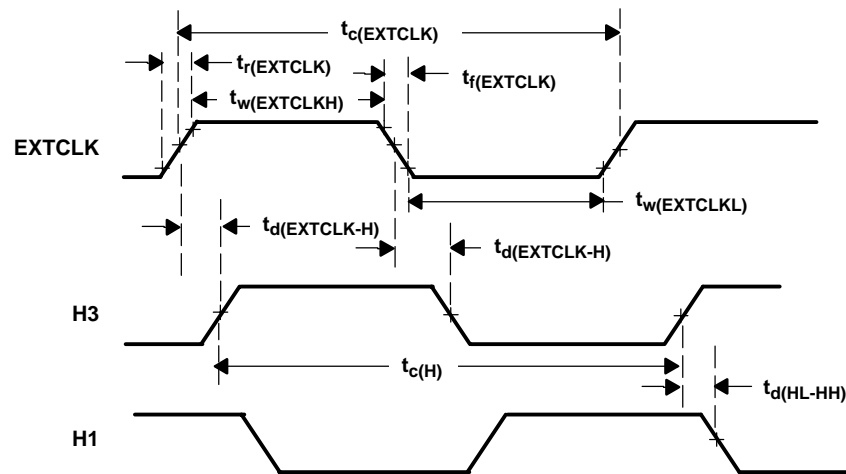 tc(EXTCLK)
tr(EXTCLK)
tf(EXTCLK)
tw(EXTCLKH)
EXTCLK
tw(EXTCLKL)
td(EXTCLK-H)
td(EXTCLK-H)
H3
tc(H)
td(HL-HH)
H1